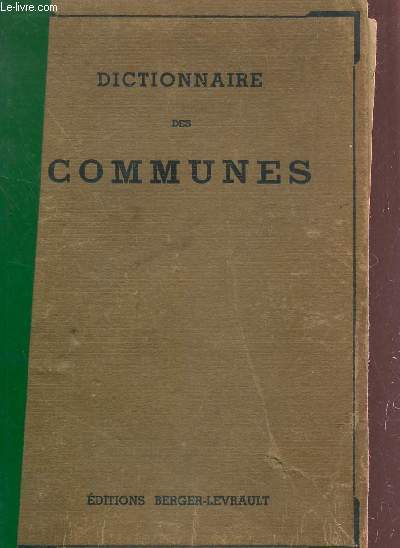 Le-livre.com
DICTIONNAIRE
DES
COMMUNES
ÉDITIONS BERGER-LEVRAULT